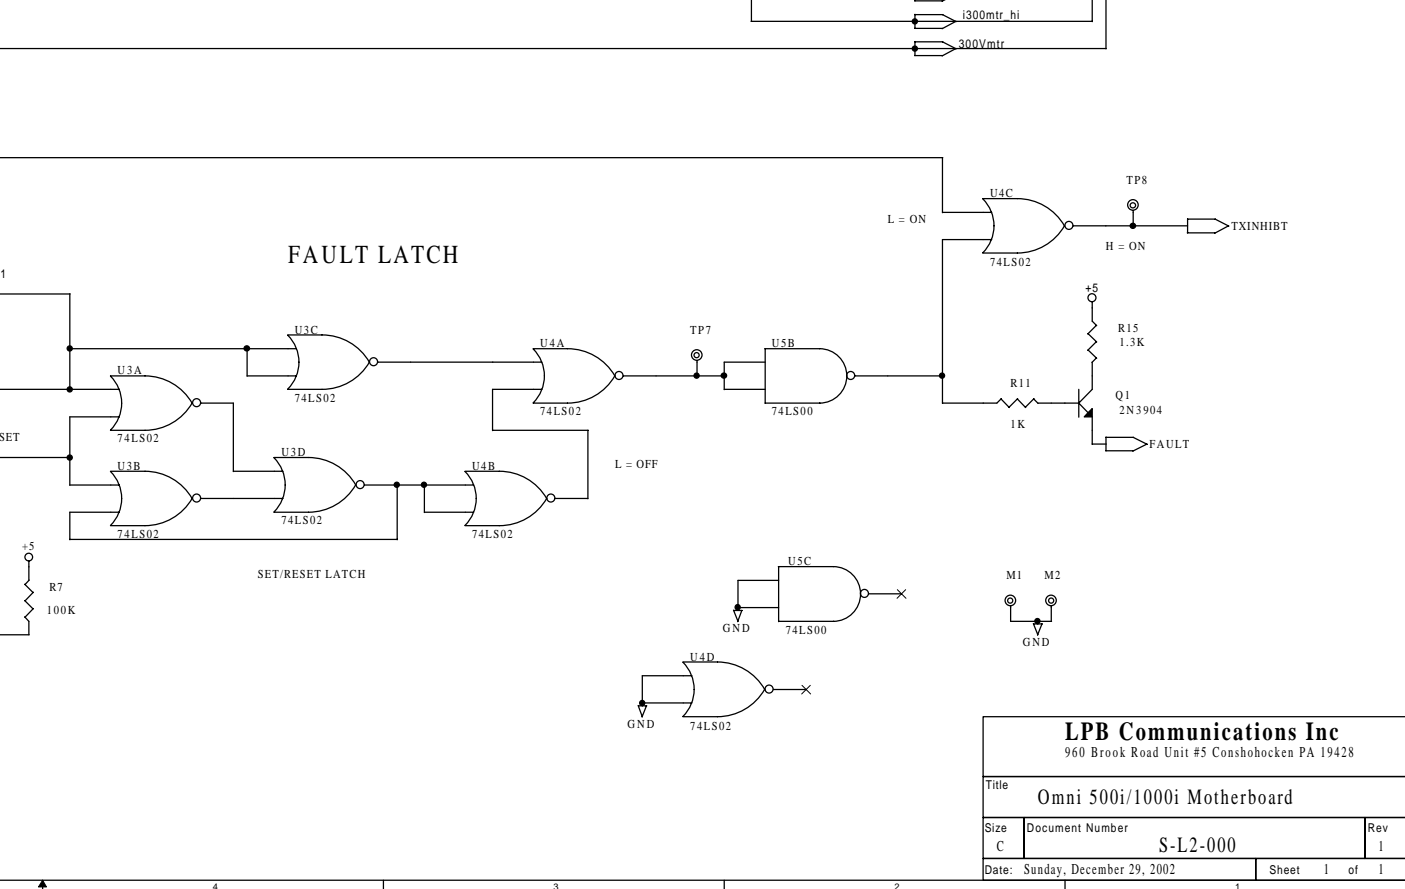 i300mtr_hi
300Vmtr
TP8
U4C
L = ON
TXINHIBT
H = ON
74LS02
FAULT LATCH
1
+5
R15
1.3K
TP7
U3C
U4A
U5B
74LS02
74LS02
74LS00
U3A
R11
1K
Q1
2N3904
SET
74LS02
FAULT
U3B
U3D
U4B
L = OFF
74LS02
74LS02
74LS02
+5
R7
100K
SET/RESET LATCH
U5C
GND
74LS00
M1 M2
GND
U4D
GND
74LS02
LPB Communications Inc
960 Brook Road Unit #5 Conshohocken PA 19428
Title
Omni 500i/1000i Motherboard
Size Document Number Rev
C S-L2-000 1
Date: Sunday, December 29, 2002 Sheet 1 of 1
4 3 2 1